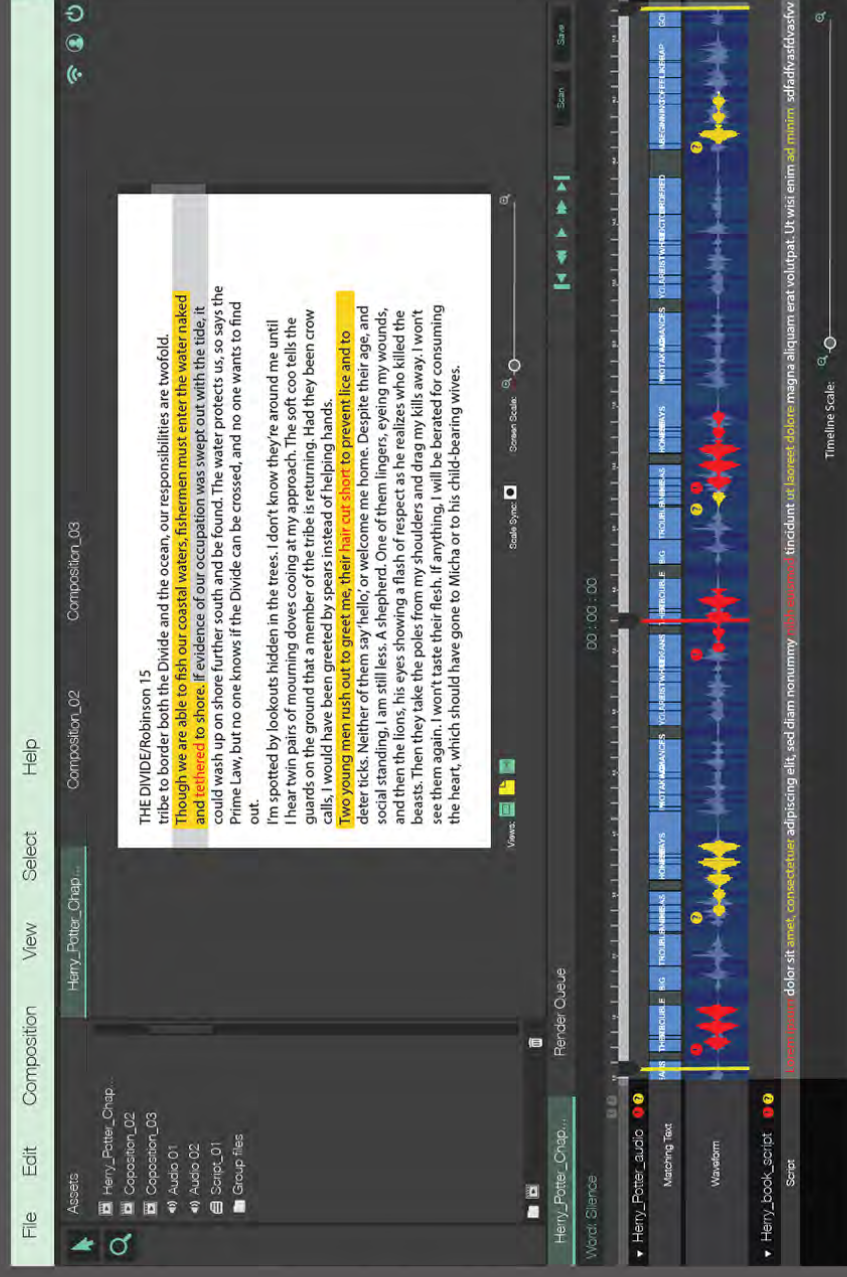 File Edit Composition View Select Help
Assets
Herry_Potter_Chap...
Coposition_02
Coposition_03
Audio 01
Audio 02
Script_01
Group files
Herry_Potter_Chap... Composition_02 Composition_03
THE DIVIDE/Robinson 15
tribe to border both the Divide and the ocean, our responsibilities are twofold.
Though we are able to fish our coastal waters, fishermen must enter the water naked
and tethered to shore. If evidence of our occupation was swept out with the tide, it
could wash up on shore further south and be found. The water protects us, so says the
Prime Law, but no one knows if the Divide can be crossed, and no one wants to find
out.
I'm spotted by lookouts hidden in the trees. I don't know they're around me until
I hear twin pairs of mourning doves cooing at my approach. The soft coo tells the
guards on the ground that a member of the tribe is returning. Had they been crow
calls, I would have been greeted by spears instead of helping hands.
Two young men rush out to greet me, their hair cut short to prevent lice and to
deter ticks. Neither of them say'hello,' or welcome me home. Despite their age, and
social standing, I am still less. A shepherd. One of them lingers, eyeing my wounds,
and then the lions, his eyes showing a flash of respect as he realizes who killed the
beasts. Then they take the poles from my shoulders and drag my kills away. I won't
see them again. I won't taste their flesh. If anything, I will be berated for consuming
the heart, which should have gone to Micha or to his child-bearing wives.
Views: Scale Sync: Screen Scale:
Herry_Potter_Chap... Render Queue
Word: Silence 00 : 00 : 00 Scan Save
Herry_Potter_audio
Matching Text
BIG
BIG
Waveform
Herry_book_script
Script dolor sit amet, consectetuer adipiscing elit, sed diam nonummy tincidunt ut laoreet dolore magna aliquam erat volutpat. Ut wisi enim ad minim sdfadfvasfdvasfvv
Timeline Scale: